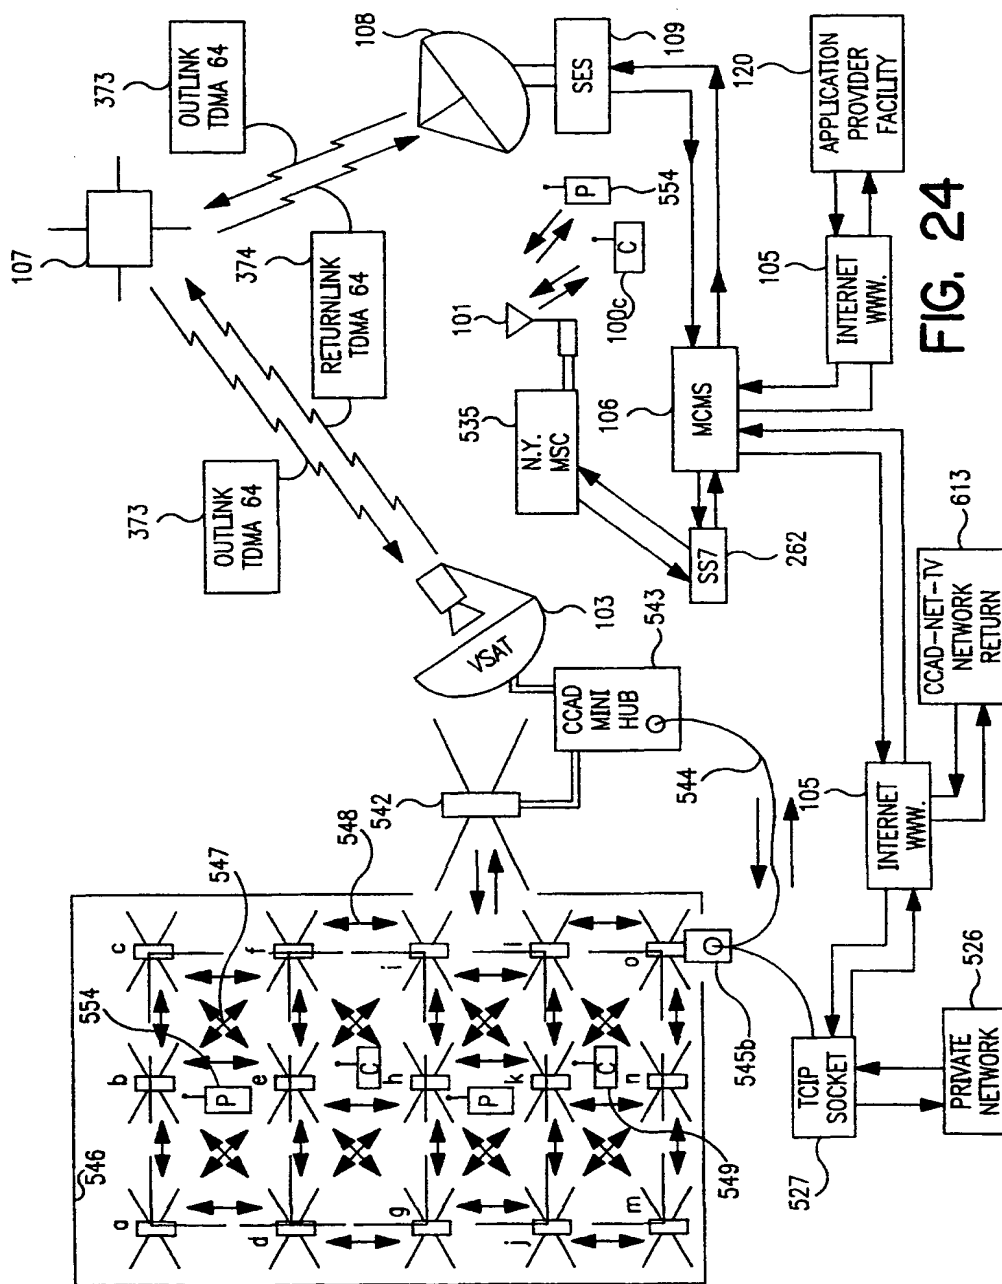 107
373
OUTLINK
TDMA 64
108
109
SES
120
APPLICATION
PROVIDER
FACILITY
374
RETURNLINK
TDMA 64
P
554
C
100c
101
105
INTERNET
WWW.
FIG. 24
373
OUTLINK
TDMA 64
535
N.Y.
MSC
106
MCMS
SS7
262
VSAT
103
543
CCAD
MINI
HUB
613
CCAD-NET-TV
NETWORK
RETURN
542
544
105
INTERNET
WWW.
548
547
554
546
a
b
c
d
e
f
g
h
i
j
k
l
m
n
o
P
C
P
C
549
545b
TCIP
SOCKET
527
526
PRIVATE
NETWORK